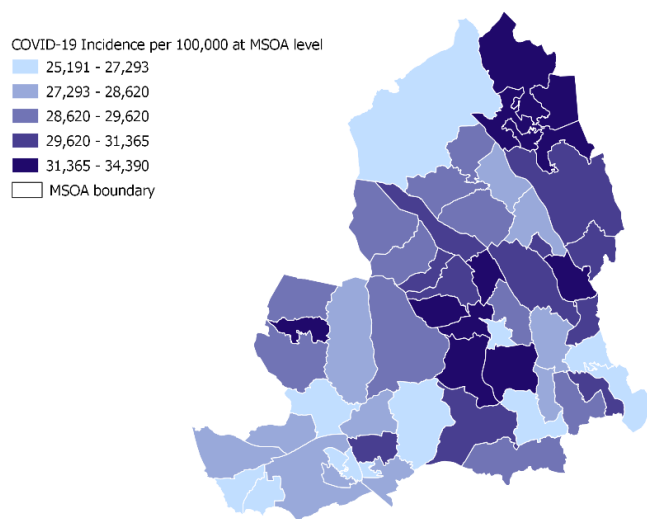 COVID-19 Incidence per 100,000 at MSOA level
25,191 - 27,293
27,293 - 28,620
28,620 - 29,620
29,620 - 31,365
31,365 - 34,390
MSOA boundary